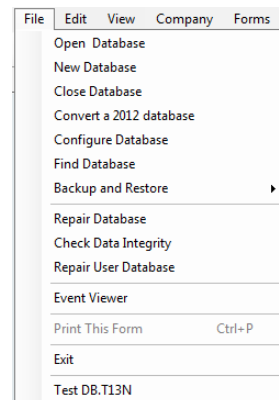 File Edit View Company Forms
Open Database
New Database
Close Database
Convert a 2012 database
Configure Database
Find Database
Backup and Restore
Repair Database
Check Data Integrity
Repair User Database
Event Viewer
Print This Form Ctrl+P
Exit
Test DB.T13N